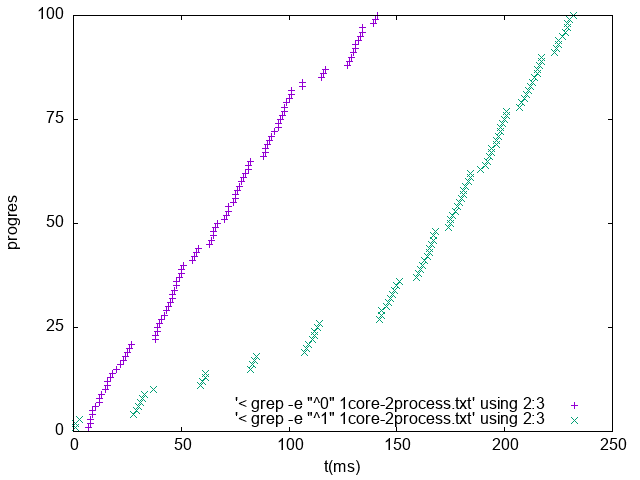 100
75
50
25
0
progres
'< grep -e "^0" 1core-2process.txt' using 2:3
'< grep -e "^1" 1core-2process.txt' using 2:3
0 50 100 150 200 250
t(ms)